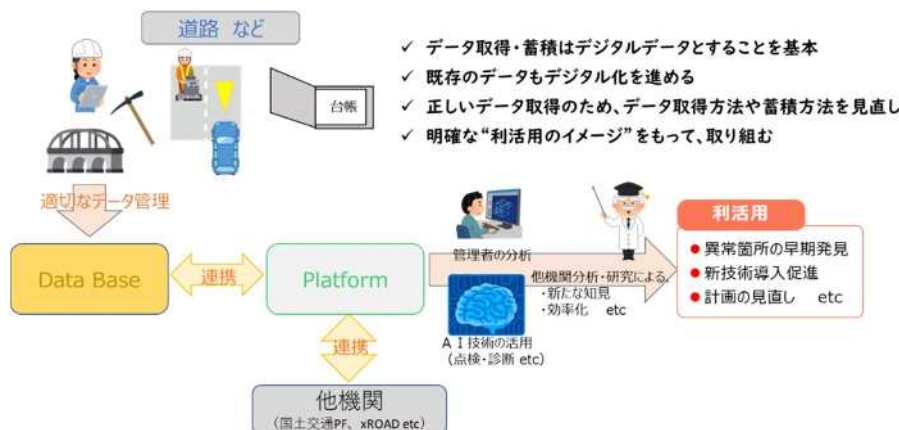 道路 など
台帳
✓ データ取得・蓄積はデジタルデータとすることを基本
✓ 既存のデータもデジタル化を進める
✓ 正しいデータ取得のため、データ取得方法や蓄積方法を見直し
✓ 明確な“利活用のイメージ”をもって、取り組む
適切なデータ管理
Data Base
連携
Platform
管理者の分析
AI技術の活用
(点検・診断 etc)
他機関分析・研究による
・新たな知見
・効率化 etc
利活用
● 異常箇所の早期発見
● 新技術導入促進
● 計画の見直し etc
連携
他機関
(国土交通PF、xROAD etc)